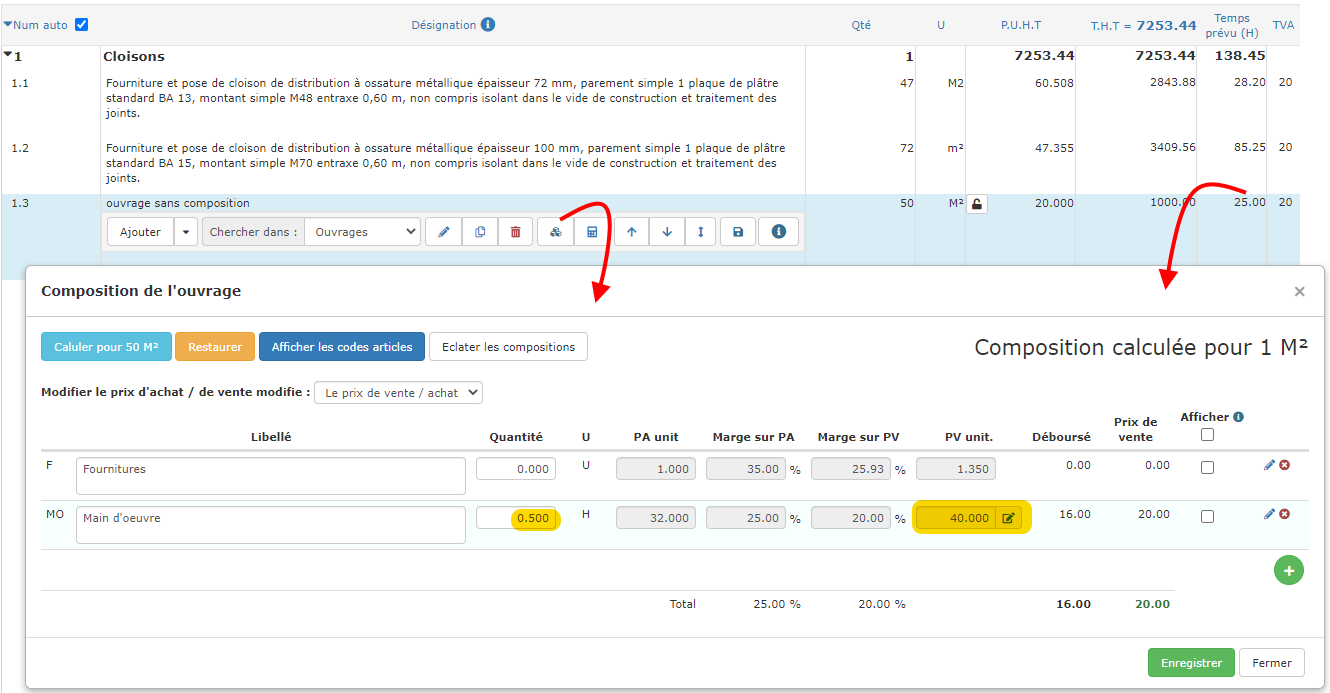 Num auto Désignation Qté U P.U.H.T T.H.T = 7253.44 Temps prévu (H) TVA
1 Cloisons 1 7253.44 7253.44 138.45
1.1 Fourniture et pose de cloison de distribution à ossature métallique épaisseur 72 mm, parement simple 1 plaque de plâtre 47 M2 60.508 2843.88 28.20 20
standard BA 13, montant simple M48 entraxe 0,60 m, non compris isolant dans le vide de construction et traitement des
joints.
1.2 Fourniture et pose de cloison de distribution à ossature métallique épaisseur 100 mm, parement simple 1 plaque de plâtre 72 m² 47.355 3409.56 85.25 20
standard BA 15, montant simple M70 entraxe 0,60 m, non compris isolant dans le vide de construction et traitement des
joints.
1.3 ouvrage sans composition 50 M² 20.000 1000.00 25.00 20
Ajouter Chercher dans : Ouvrages
Composition de l'ouvrage ×
Caluler pour 50 M² Restaurer Afficher les codes articles Eclater les compositions Composition calculée pour 1 M²
Modifier le prix d'achat / de vente modifie : Le prix de vente / achat
Libellé Quantité U PA unit Marge sur PA Marge sur PV PV unit. Déboursé Prix de vente Afficher
F Fournitures 0.000 U 1.000 35.00 % 25.93 % 1.350 0.00 0.00
MO Main d'oeuvre 0.500 H 32.000 25.00 % 20.00 % 40.000 16.00 20.00
+
Total 25.00 % 20.00 % 16.00 20.00
Enregistrer Fermer